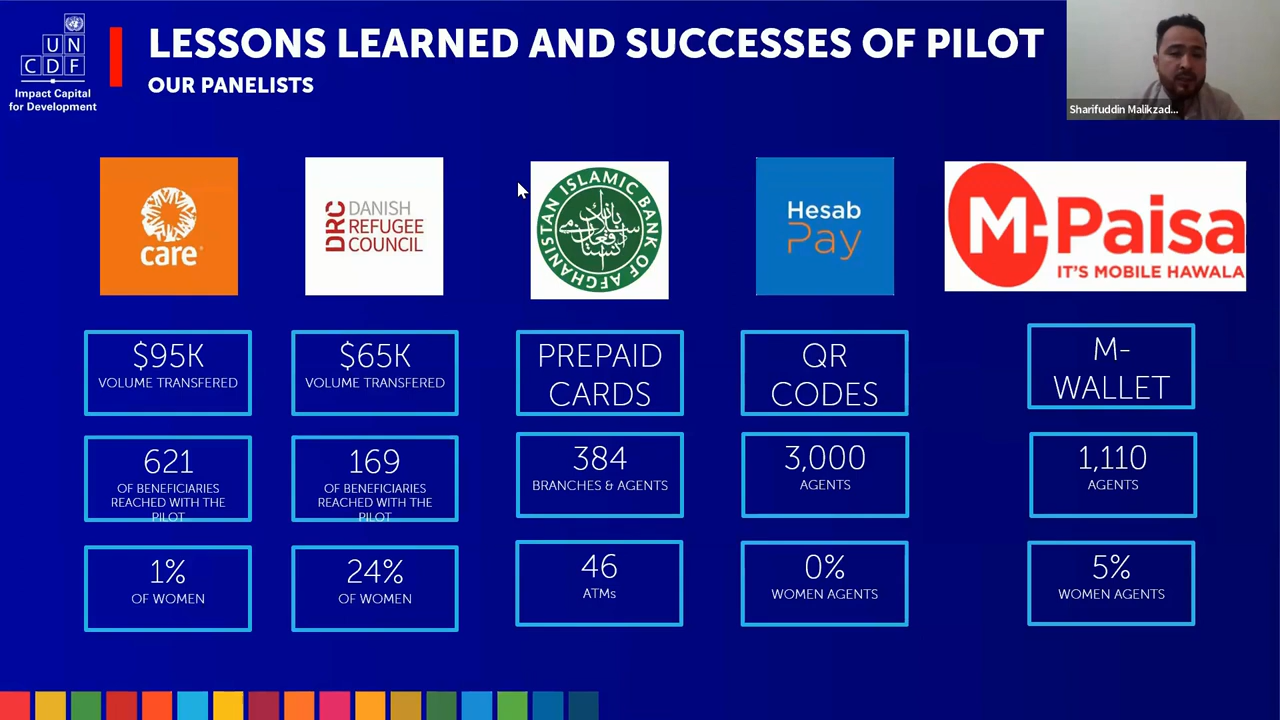 UN
CDF
Impact Capital
for Development
LESSONS LEARNED AND SUCCESSES OF PILOT
OUR PANELISTS
Sharifuddin Malikzad...
care
DRC DANISH
REFUGEE
COUNCIL
ISLAMIC BANK OF AFGHANISTAN
Hesab
Pay
M-Paisa
IT'S MOBILE HAWALA
$95K
VOLUME TRANSFERED
$65K
VOLUME TRANSFERED
PREPAID
CARDS
QR
CODES
M-
WALLET
621
OF BENEFICIARIES
REACHED WITH THE
PILOT
169
OF BENEFICIARIES
REACHED WITH THE
PILOT
384
BRANCHES & AGENTS
3,000
AGENTS
1,110
AGENTS
1%
OF WOMEN
24%
OF WOMEN
46
ATMs
0%
WOMEN AGENTS
5%
WOMEN AGENTS